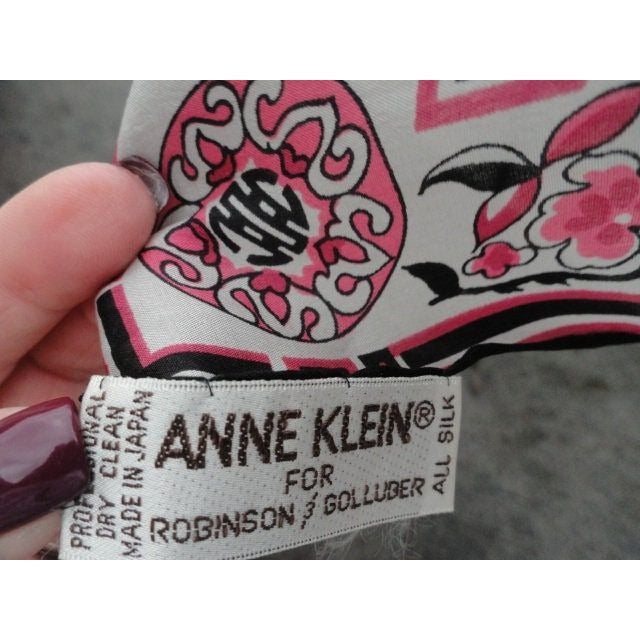 PROFESSIONAL
DRY CLEAN
MADE IN JAPAN
ANNE KLEIN®
FOR
ROBINSON & GOLLUBER
ALL SILK